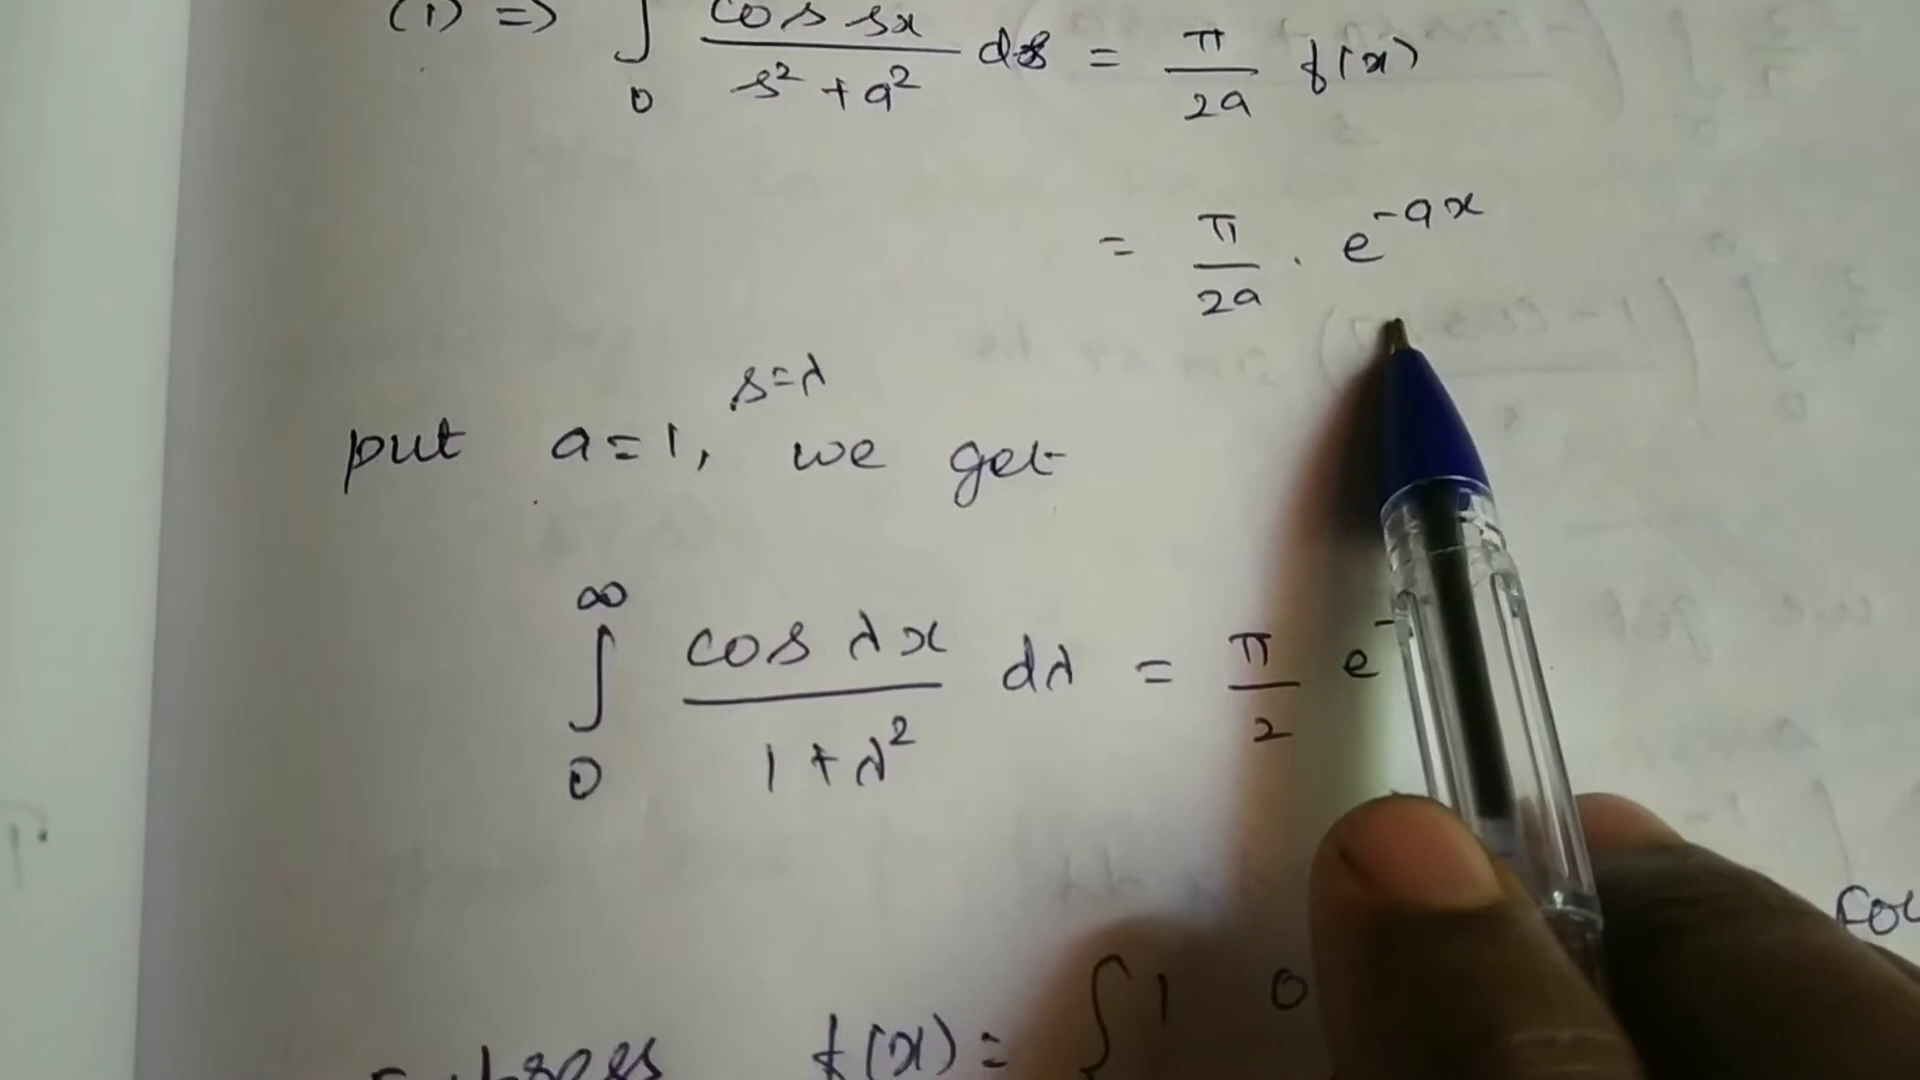 (1) => ∫₀ cos sx / s² + a² ds = π/2a f(x)
= π/2a . e^-ax
s=λ
put a=1, we get
∫₀^∞ cos λx / 1+λ² dλ = π/2 e^-
f(x) = { 1 0